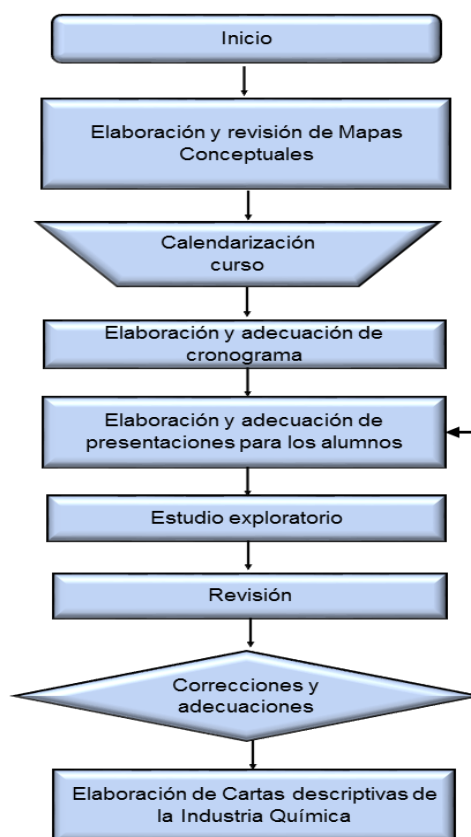 Inicio
Elaboración y revisión de Mapas
Conceptuales
Calendarización
curso
Elaboración y adecuación de
cronograma
Elaboración y adecuación de
presentaciones para los alumnos
Estudio exploratorio
Revisión
Correcciones y
adecuaciones
Elaboración de Cartas descriptivas de
la Industria Química